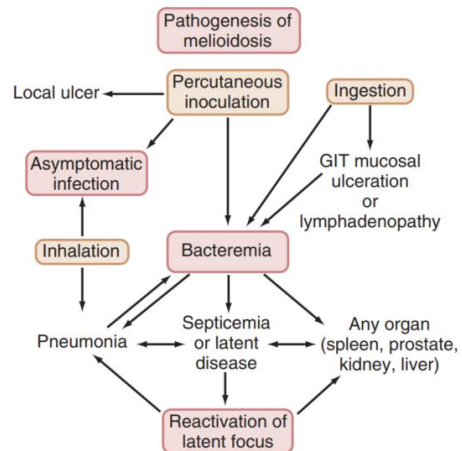 Pathogenesis of
melioidosis
Percutaneous
inoculation
Local ulcer
Ingestion
Asymptomatic
infection
GIT mucosal
ulceration
or
lymphadenopathy
Inhalation
Bacteremia
Pneumonia
Septicemia
or latent
disease
Any organ
(spleen, prostate,
kidney, liver)
Reactivation of
latent focus